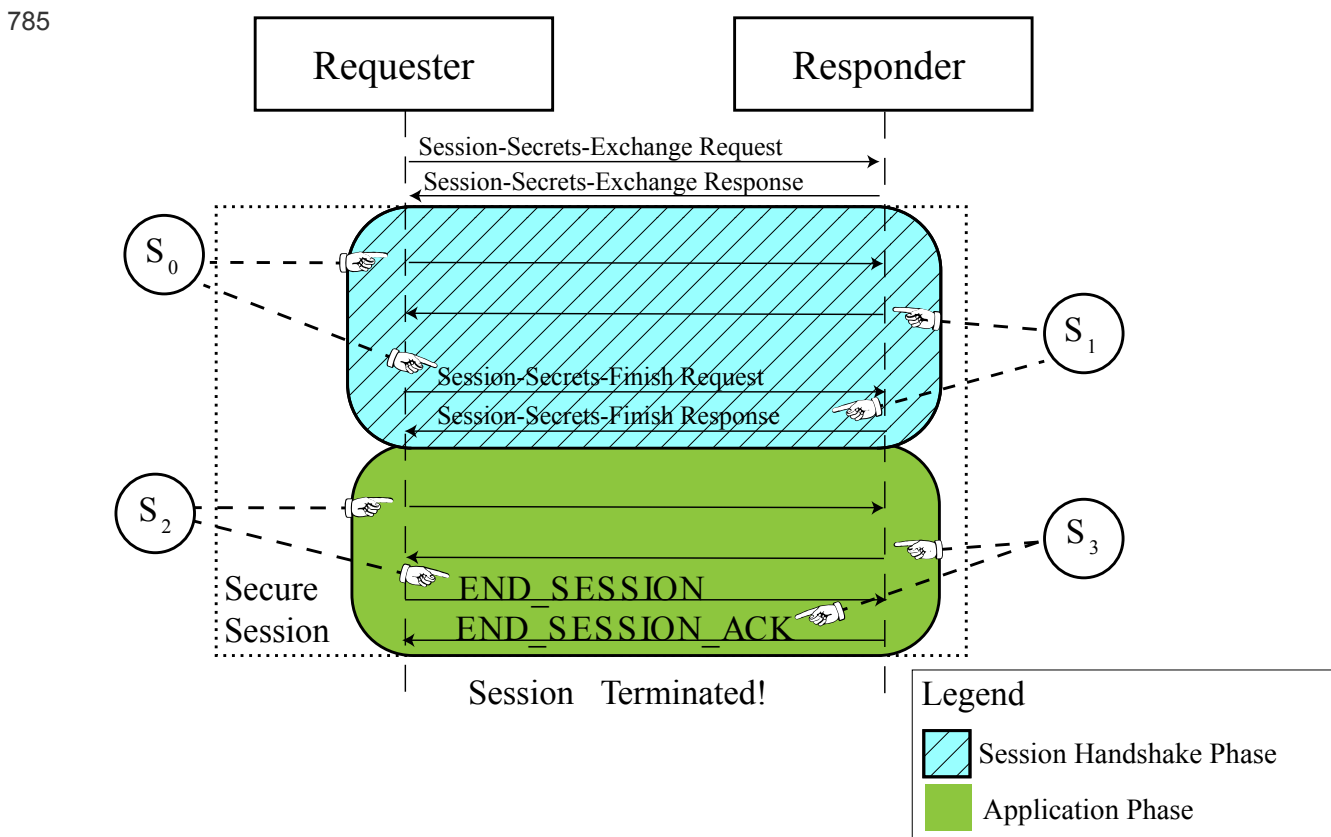 785
Requester
Responder
Session-Secrets-Exchange Request
Session-Secrets-Exchange Response
S0
S1
Session-Secrets-Finish Request
Session-Secrets-Finish Response
S2
S3
END_SESSION
Secure
Session
END_SESSION_ACK
Session Terminated!
Legend
Session Handshake Phase
Application Phase